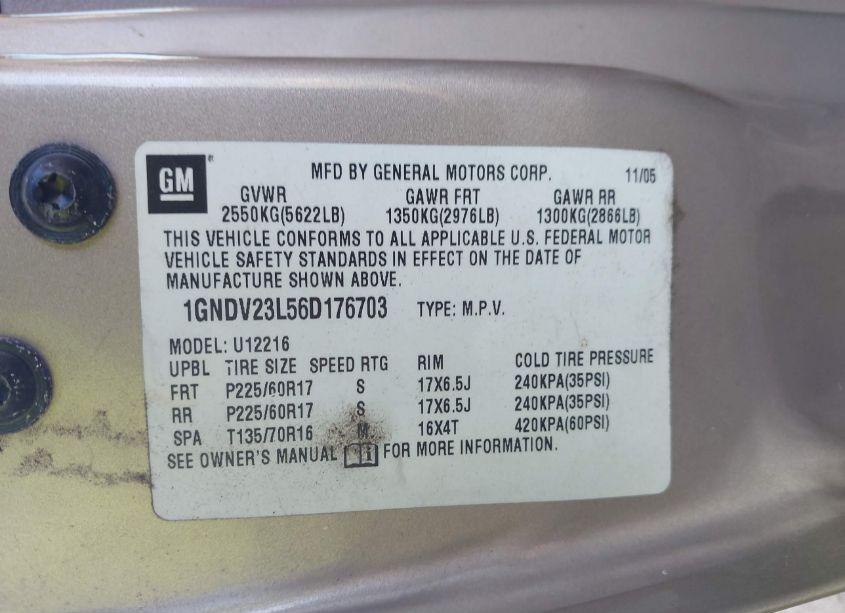 GM® MFD BY GENERAL MOTORS CORP. 11/05
GVWR GAWR FRT GAWR RR
2550KG(5622LB) 1350KG(2976LB) 1300KG(2866LB)
THIS VEHICLE CONFORMS TO ALL APPLICABLE U.S. FEDERAL MOTOR
VEHICLE SAFETY STANDARDS IN EFFECT ON THE DATE OF
MANUFACTURE SHOWN ABOVE.
1GNDV23L56D176703 TYPE: M.P.V.
MODEL: U12216
UPBL TIRE SIZE SPEED RTG RIM COLD TIRE PRESSURE
FRT P225/60R17 S 17X6.5J 240KPA(35PSI)
RR P225/60R17 S 17X6.5J 240KPA(35PSI)
SPA T135/70R16 M 16X4T 420KPA(60PSI)
SEE OWNER'S MANUAL FOR MORE INFORMATION.